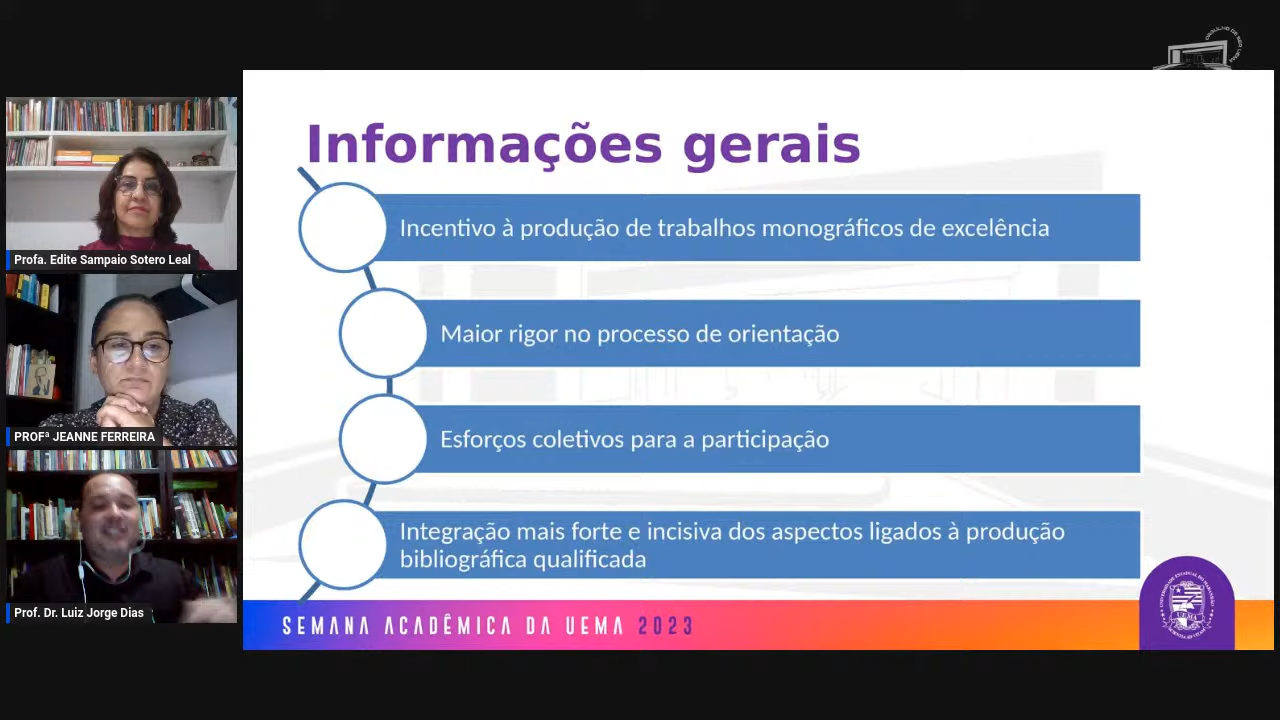 Informações gerais
Incentivo à produção de trabalhos monográficos de excelência
Maior rigor no processo de orientação
Esforços coletivos para a participação
Integração mais forte e incisiva dos aspectos ligados à produção
bibliográfica qualificada
SEMANA ACADÊMICA DA UEMA 2023
UEMA
Profa. Edite Sampaio Sotero Leal
PROFª JEANNE FERREIRA
Prof. Dr. Luiz Jorge Dias